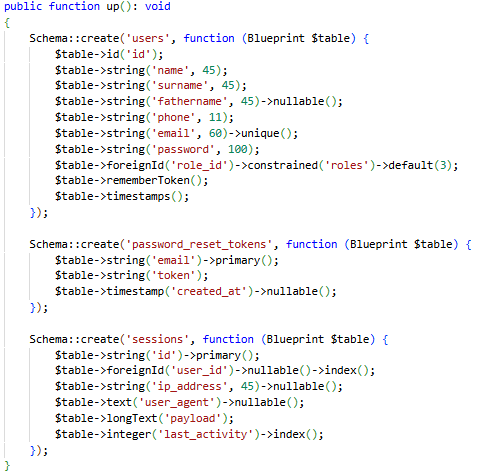 public function up(): void
{
    Schema::create('users', function (Blueprint $table) {
        $table->id('id');
        $table->string('name', 45);
        $table->string('surname', 45);
        $table->string('fathername', 45)->nullable();
        $table->string('phone', 11);
        $table->string('email', 60)->unique();
        $table->string('password', 100);
        $table->foreignId('role_id')->constrained('roles')->default(3);
        $table->rememberToken();
        $table->timestamps();
    });

    Schema::create('password_reset_tokens', function (Blueprint $table) {
        $table->string('email')->primary();
        $table->string('token');
        $table->timestamp('created_at')->nullable();
    });

    Schema::create('sessions', function (Blueprint $table) {
        $table->string('id')->primary();
        $table->foreignId('user_id')->nullable()->index();
        $table->string('ip_address', 45)->nullable();
        $table->text('user_agent')->nullable();
        $table->longText('payload');
        $table->integer('last_activity')->index();
    });
}